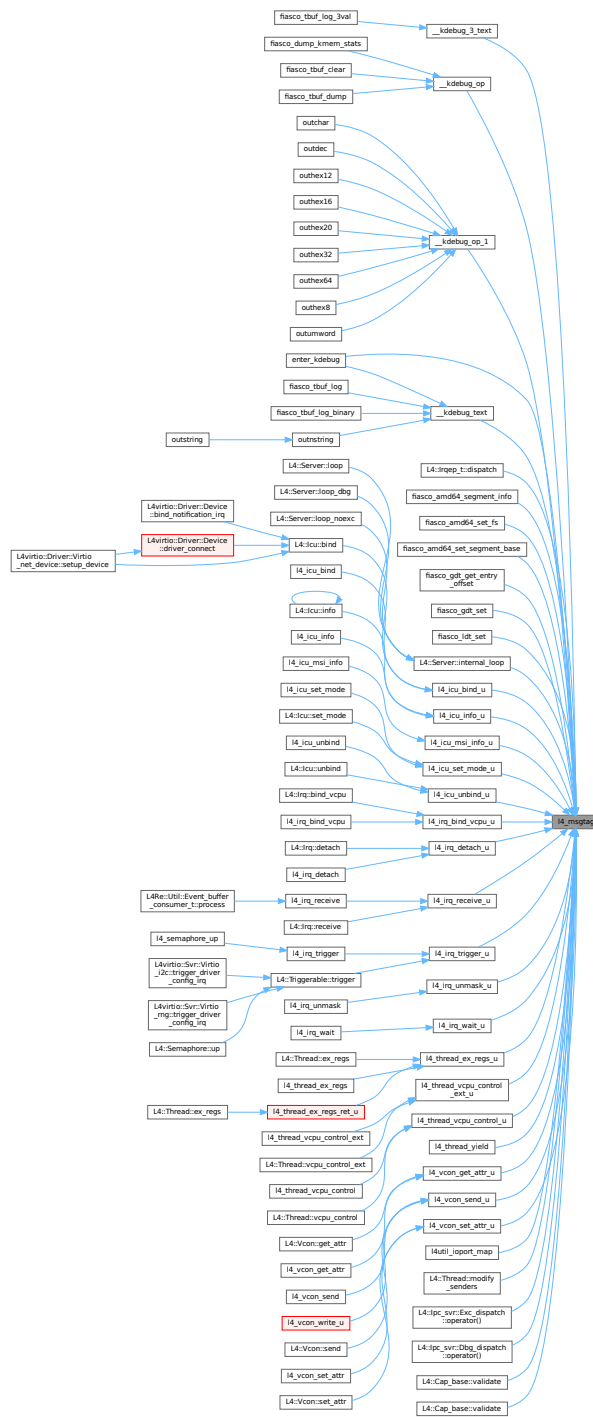 fiasco_tbuf_log_3val
__kdebug_3_text
fiasco_dump_kmem_stats
fiasco_tbuf_clear
__kdebug_op
fiasco_tbuf_dump
outchar
outdec
outhex12
outhex16
outhex20
__kdebug_op_1
outhex32
outhex64
outhex8
outumword
enter_kdebug
fiasco_tbuf_log
fiasco_tbuf_log_binary
__kdebug_text
outstring
outnstring
L4::Server::loop
L4::Irqep_t::dispatch
L4::Server::loop_dbg
fiasco_amd64_segment_info
L4virtio::Driver::Device
::bind_notification_irq
L4::Server::loop_noexc
fiasco_amd64_set_fs
L4virtio::Driver::Device
::driver_connect
L4::Icu::bind
fiasco_amd64_set_segment_base
L4virtio::Driver::Virtio
_net_device::setup_device
l4_icu_bind
fiasco_gdt_get_entry
_offset
L4::Icu::info
fiasco_gdt_set
l4_icu_info
fiasco_ldt_set
l4_icu_msi_info
L4::Server::internal_loop
l4_icu_set_mode
l4_icu_bind_u
L4::Icu::set_mode
l4_icu_info_u
l4_icu_unbind
l4_icu_msi_info_u
L4::Icu::unbind
l4_icu_set_mode_u
L4::Irq::bind_vcpu
l4_icu_unbind_u
l4_irq_bind_vcpu
l4_irq_bind_vcpu_u
l4_msgtag
L4::Irq::detach
l4_irq_detach_u
l4_irq_detach
L4Re::Util::Event_buffer
_consumer_t::process
l4_irq_receive
l4_irq_receive_u
L4::Irq::receive
l4_semaphore_up
l4_irq_trigger
l4_irq_trigger_u
L4virtio::Svr::Virtio
_i2c::trigger_driver
_config_irq
L4::Triggerable::trigger
l4_irq_unmask_u
L4virtio::Svr::Virtio
_rng::trigger_driver
_config_irq
l4_irq_unmask
l4_irq_wait
l4_irq_wait_u
L4::Semaphore::up
L4::Thread::ex_regs
l4_thread_ex_regs_u
l4_thread_ex_regs
l4_thread_vcpu_control
_ext_u
L4::Thread::ex_regs
l4_thread_ex_regs_ret_u
l4_thread_vcpu_control_u
l4_thread_vcpu_control_ext
l4_thread_yield
L4::Thread::vcpu_control_ext
l4_vcon_get_attr_u
l4_thread_vcpu_control
l4_vcon_send_u
L4::Thread::vcpu_control
l4_vcon_set_attr_u
L4::Vcon::get_attr
l4util_ioport_map
l4_vcon_get_attr
L4::Thread::modify
_senders
l4_vcon_send
L4::Ipc_svr::Exc_dispatch
::operator()
l4_vcon_write_u
L4::Vcon::send
L4::Ipc_svr::Dbg_dispatch
::operator()
l4_vcon_set_attr
L4::Cap_base::validate
L4::Vcon::set_attr
L4::Cap_base::validate